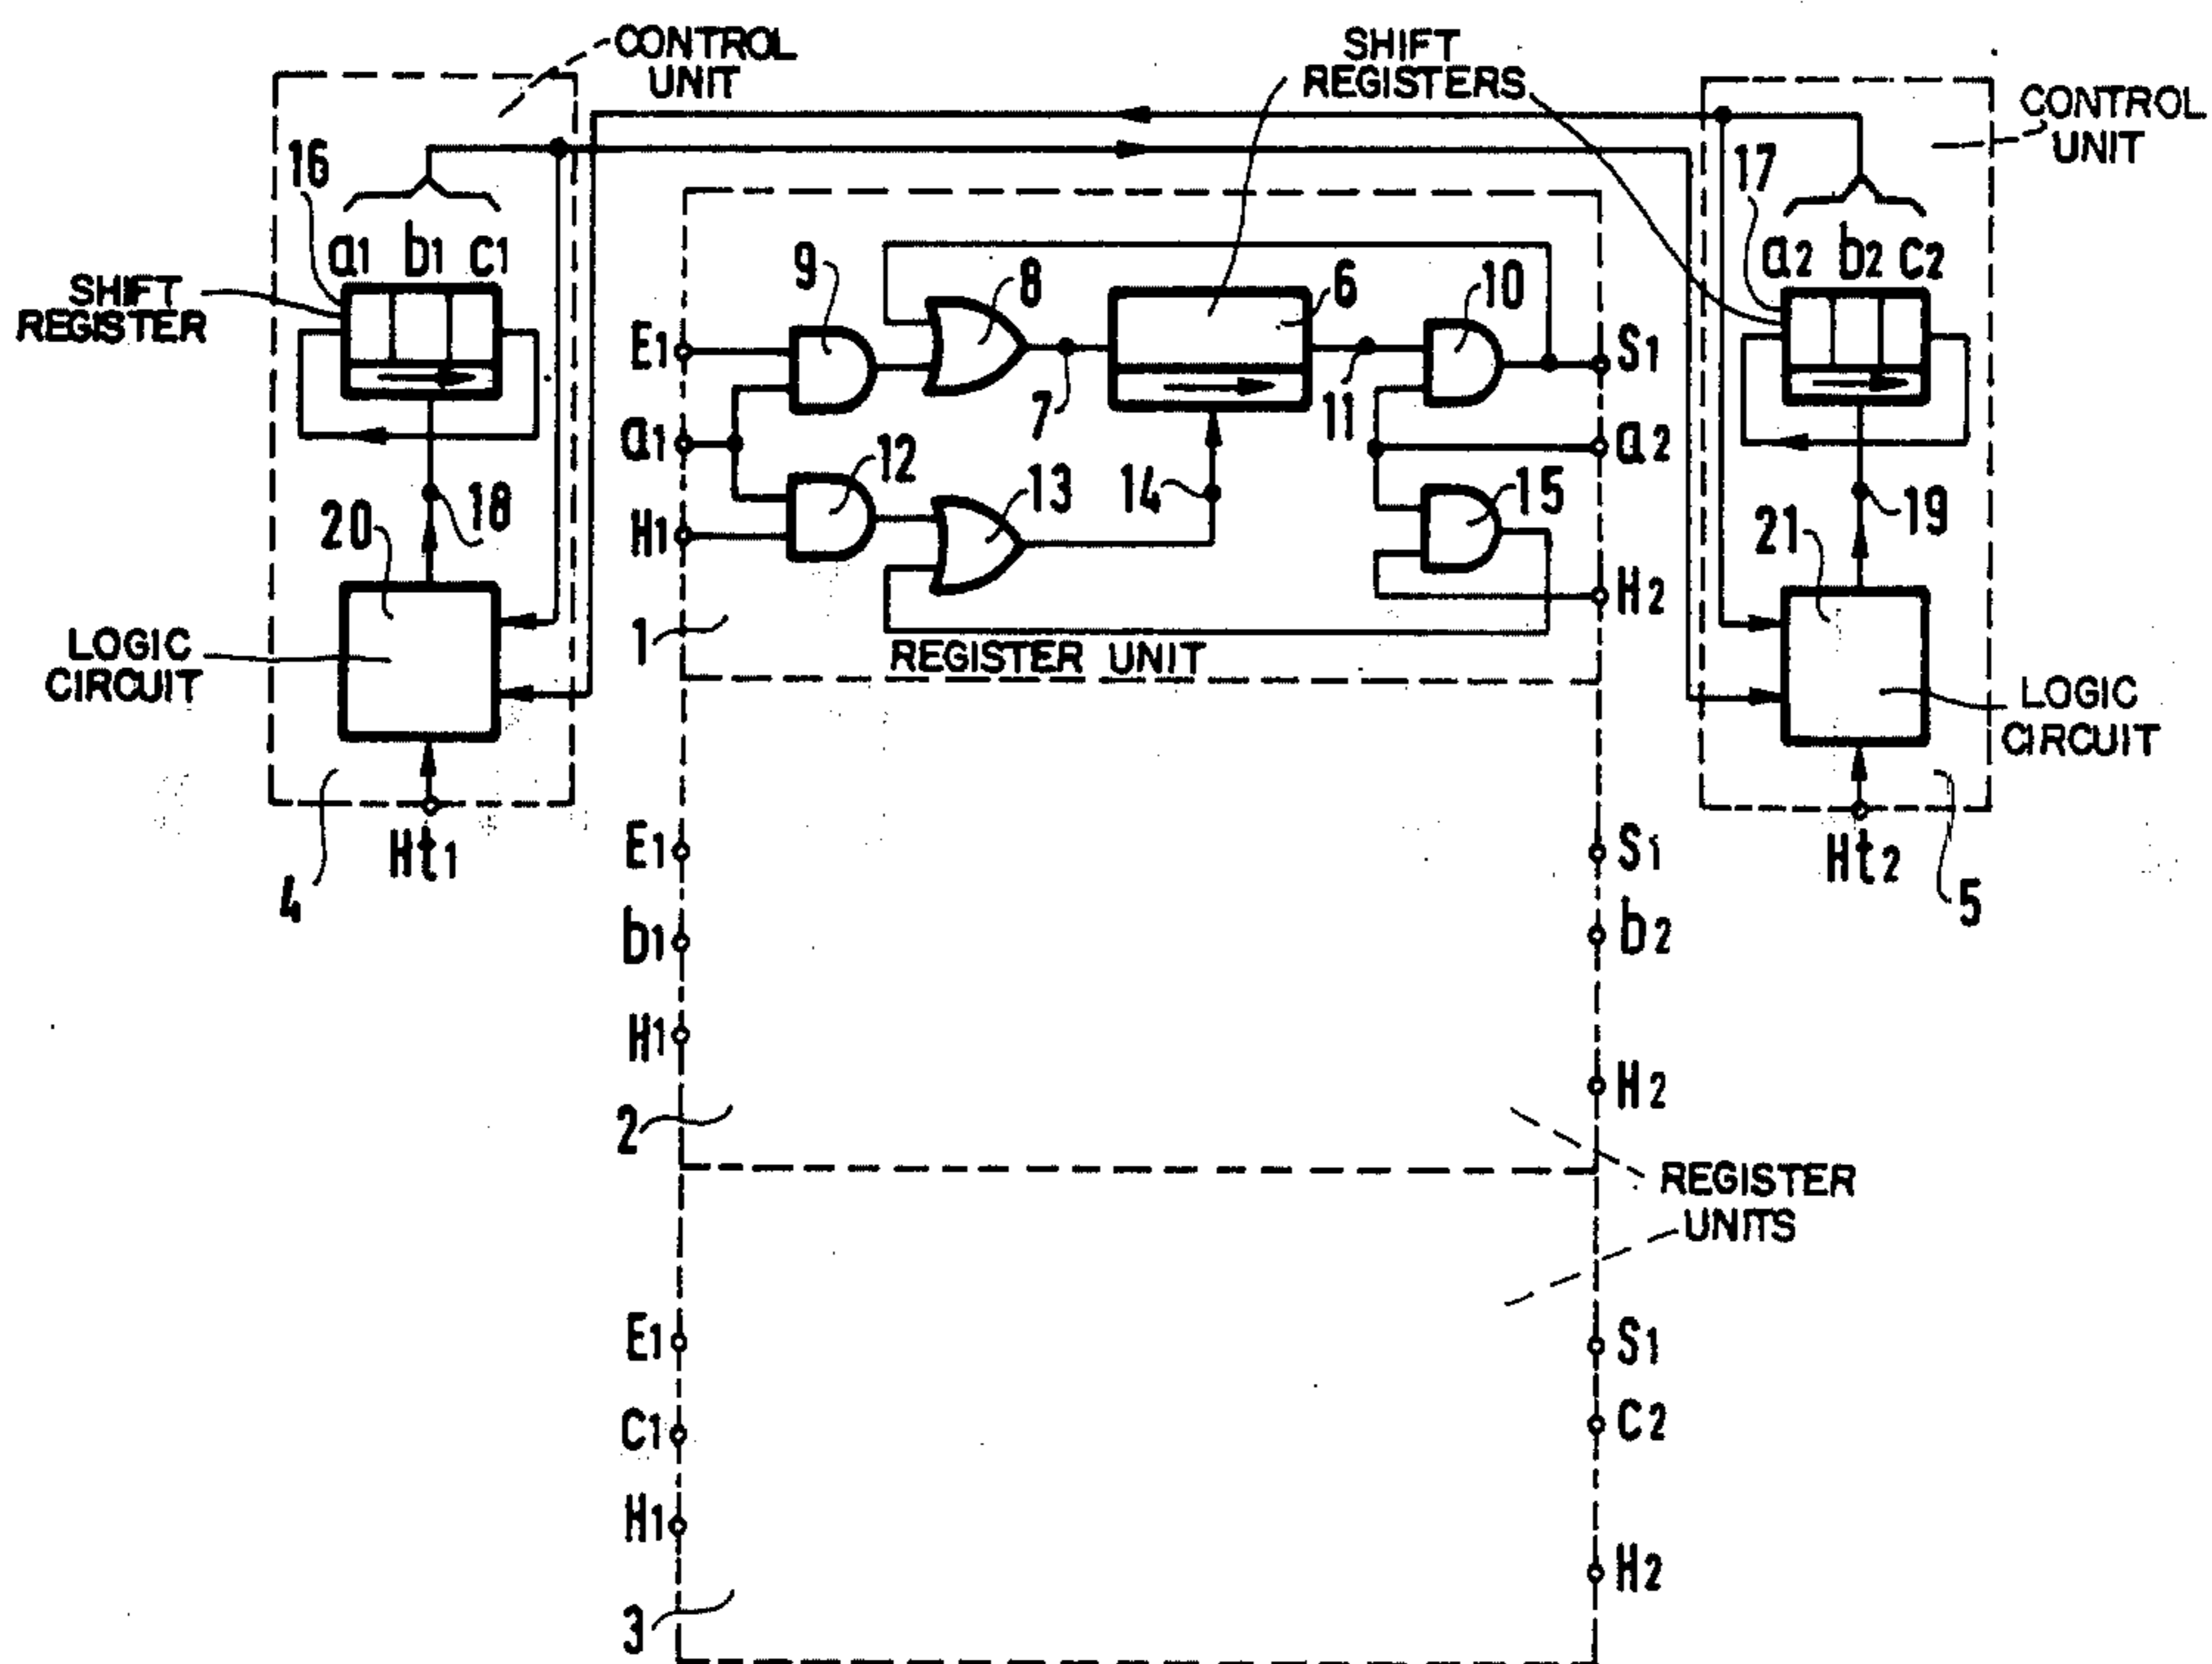 CONTROL
UNIT
SHIFT
REGISTERS
CONTROL
UNIT
16
17
a1 b1 c1
a2 b2 c2
SHIFT
REGISTER
9
8
6
10
E1
S1
7
11
a1
a2
12
13
14
15
18
19
20
21
H1
H2
1
REGISTER UNIT
LOGIC
CIRCUIT
LOGIC
CIRCUIT
Ht1
Ht2
4
5
E1
S1
b1
b2
H1
H2
2
REGISTER
UNITS
E1
S1
C1
C2
H1
H2
3